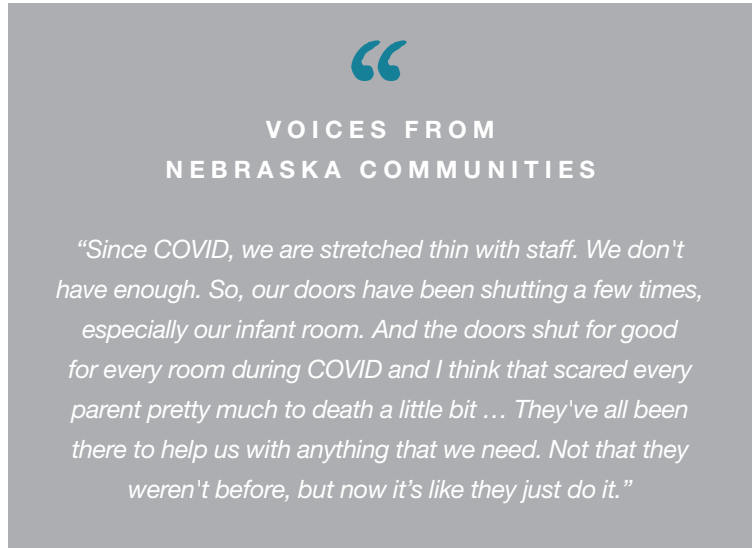 “
VOICES FROM
NEBRASKA COMMUNITIES
“Since COVID, we are stretched thin with staff. We don't
have enough. So, our doors have been shutting a few times,
especially our infant room. And the doors shut for good
for every room during COVID and I think that scared every
parent pretty much to death a little bit … They've all been
there to help us with anything that we need. Not that they
weren't before, but now it’s like they just do it.”